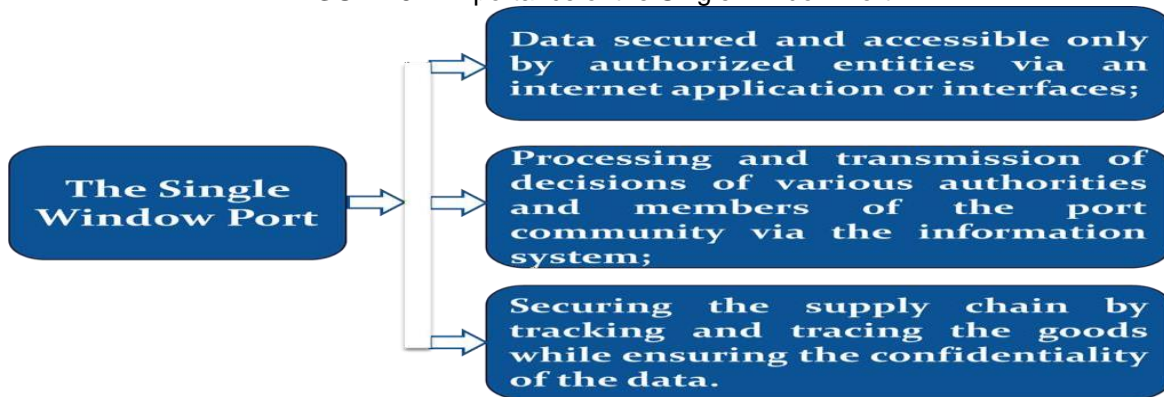 The Single
Window Port
Data secured and accessible only
by authorized entities via an
internet application or interfaces;
Processing and transmission of
decisions of various authorities
and members of the port
community via the information
system;
Securing the supply chain by
tracking and tracing the goods
while ensuring the confidentiality
of the data.